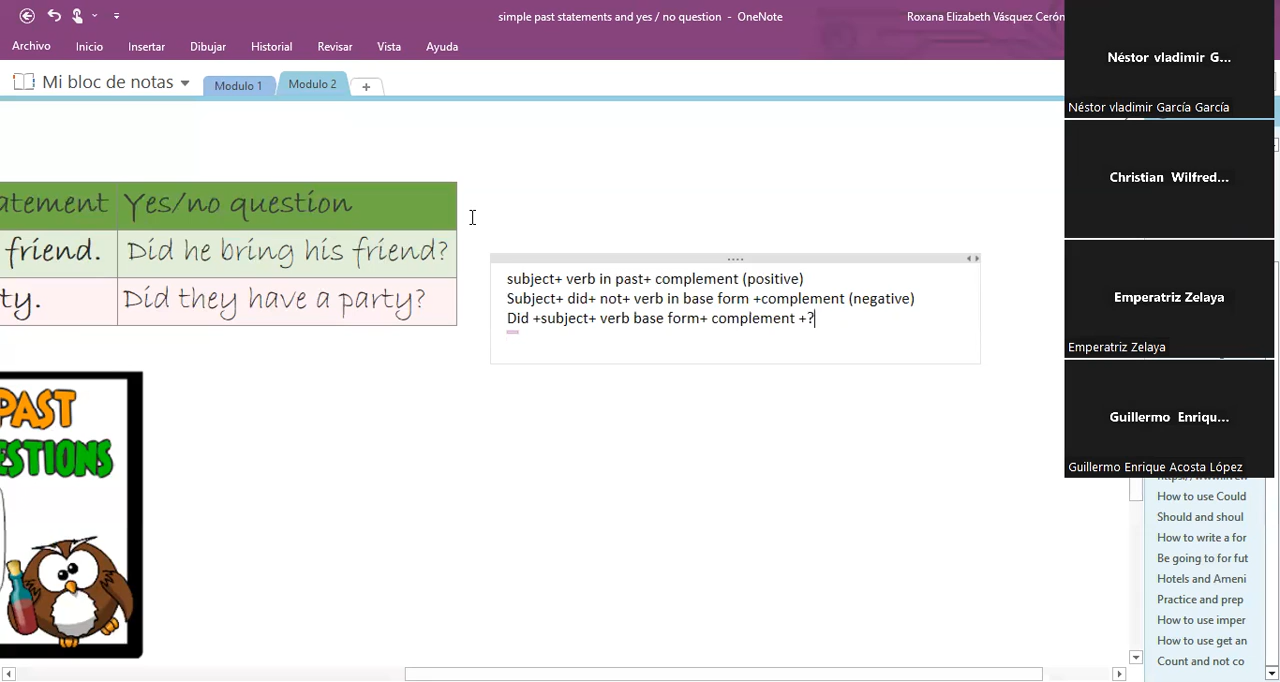 simple past statements and yes / no question - OneNote
Roxana Elizabeth Vásquez Cerón
Archivo Inicio Insertar Dibujar Historial Revisar Vista Ayuda
Mi bloc de notas Modulo 1 Modulo 2 +
atement Yes/no question
friend. Did he bring his friend?
ty. Did they have a party?
subject+ verb in past+ complement (positive)
Subject+ did+ not+ verb in base form +complement (negative)
Did +subject+ verb base form+ complement +?
PAST
ESTIONS
Néstor vladimir G...
Néstor vladimir García García
Christian Wilfred...
Emperatriz Zelaya
Emperatriz Zelaya
Guillermo Enriqu...
Guillermo Enrique Acosta López
How to use Could
Should and shoul
How to write a for
Be going to for fut
Hotels and Ameni
Practice and prep
How to use imper
How to use get an
Count and not co